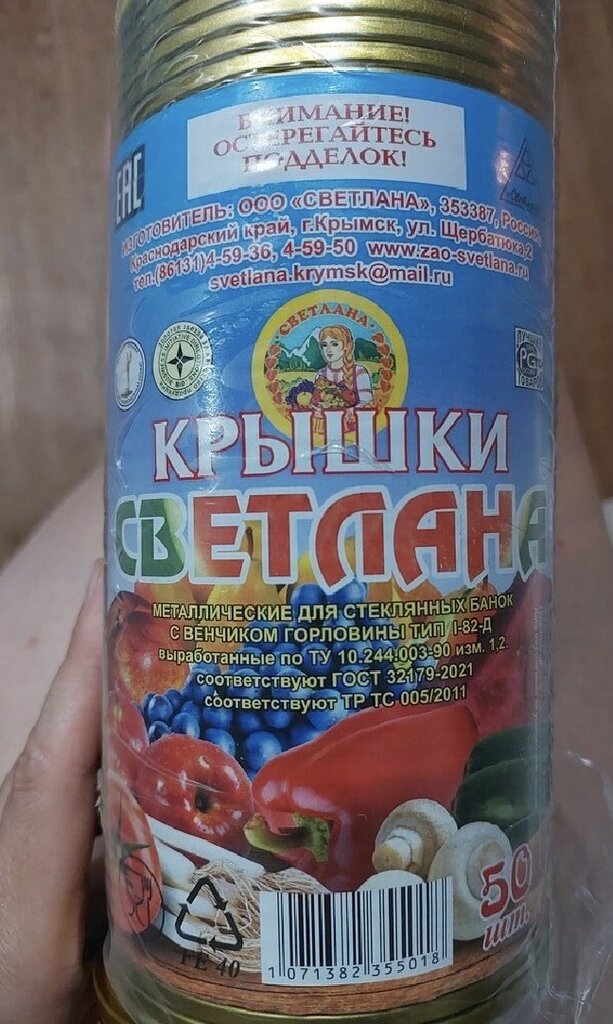 ВНИМАНИЕ!
ОСТЕРЕГАЙТЕСЬ
ПОДДЕЛОК!
EAC
ИЗГОТОВИТЕЛЬ: ООО «СВЕТЛАНА», 353387, Россия,
Краснодарский край, г.Крымск, ул. Щербатюка,2
тел.(86131)4-59-36, 4-59-50 www.zao-svetlana.ru
svetlana.krymsk@mail.ru
СВЕТЛАНА
КРЫШКИ
СВЕТЛАНА
МЕТАЛЛИЧЕСКИЕ ДЛЯ СТЕКЛЯННЫХ БАНОК
С ВЕНЧИКОМ ГОРЛОВИНЫ ТИП I-82-Д
выработанные по ТУ 10.244.003-90 изм. 1,2.
соответствуют ГОСТ 32179-2021
соответствуют ТР ТС 005/2011
50
шт.
FE 40
1 071382 355018